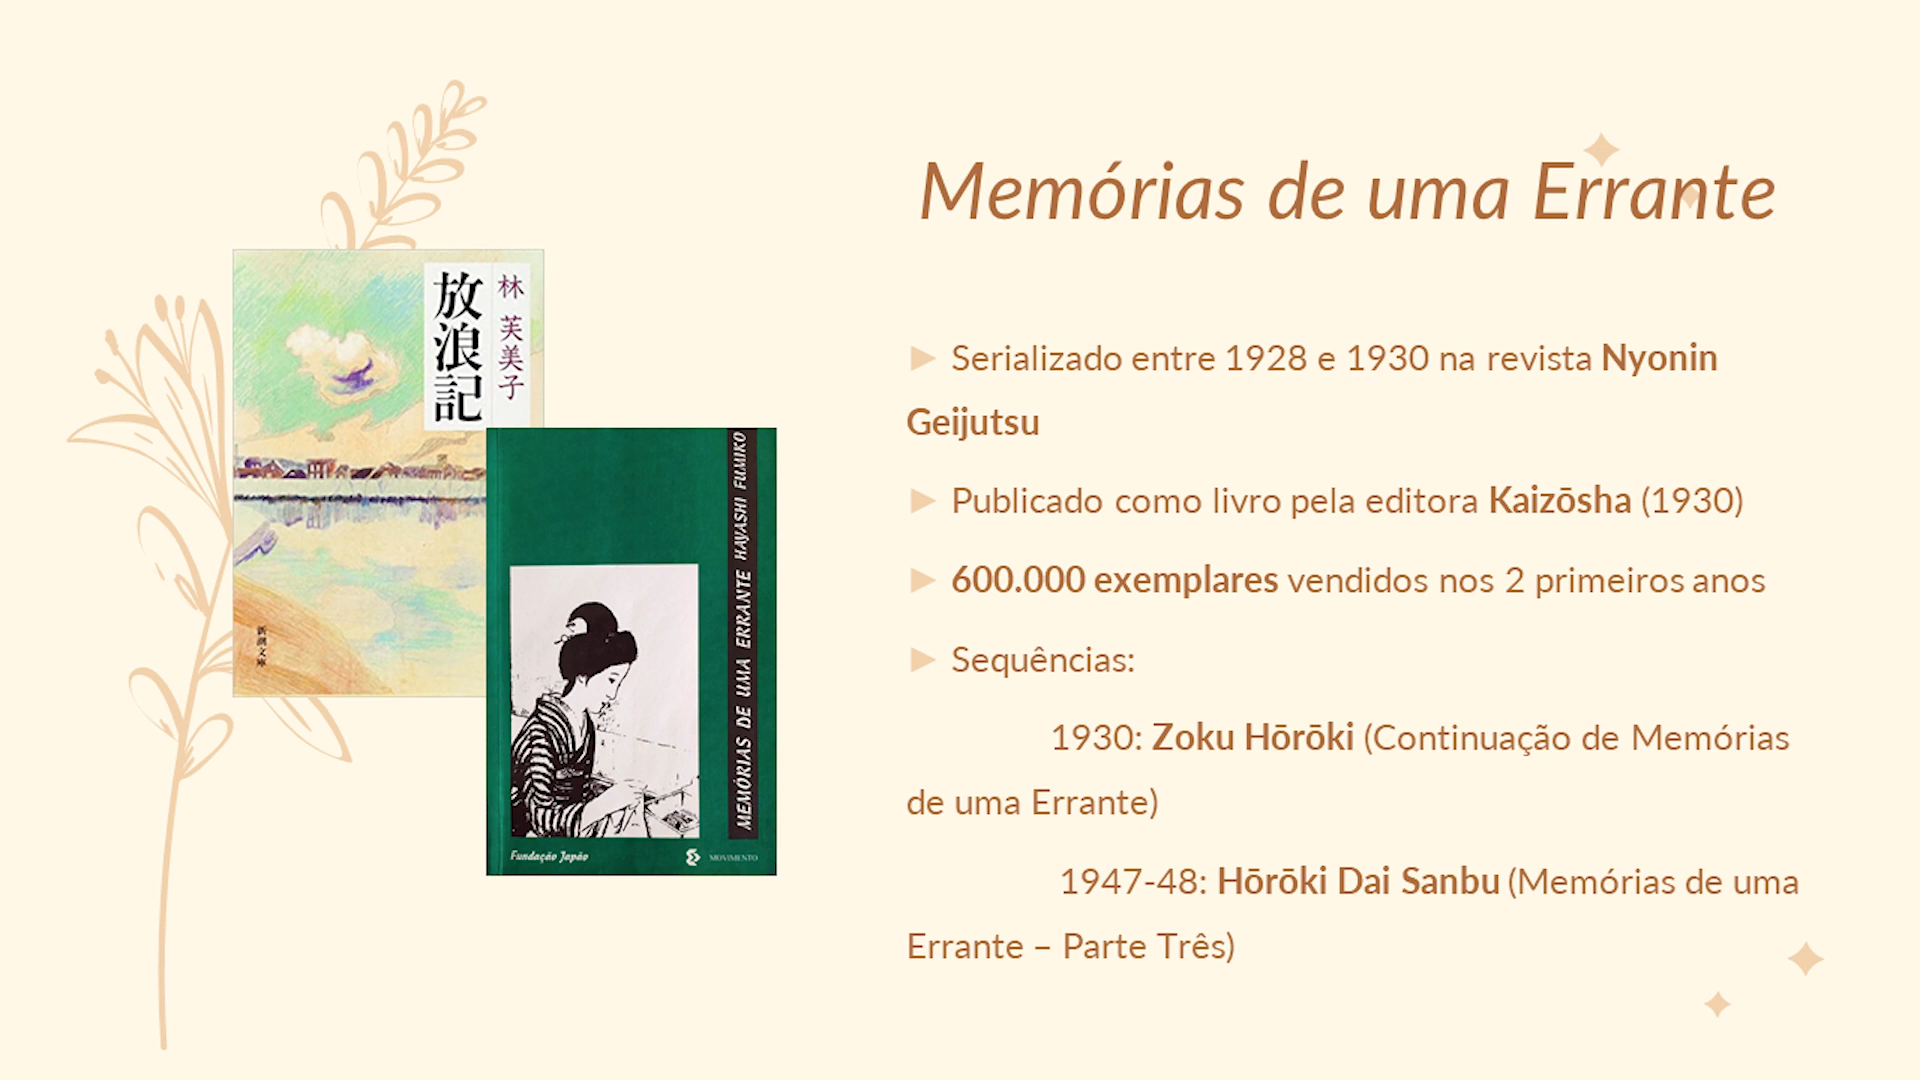 Memórias de uma Errante
林 芙美子
放浪記
新潮文庫
MEMÓRIAS DE UMA ERRANTE HAYASHI FUMIKO
Fundação Japão
MOVIMENTO
► Serializado entre 1928 e 1930 na revista Nyonin
Geijutsu
► Publicado como livro pela editora Kaizōsha (1930)
► 600.000 exemplares vendidos nos 2 primeiros anos
► Sequências:
1930: Zoku Hōrōki (Continuação de Memórias
de uma Errante)
1947-48: Hōrōki Dai Sanbu (Memórias de uma
Errante – Parte Três)